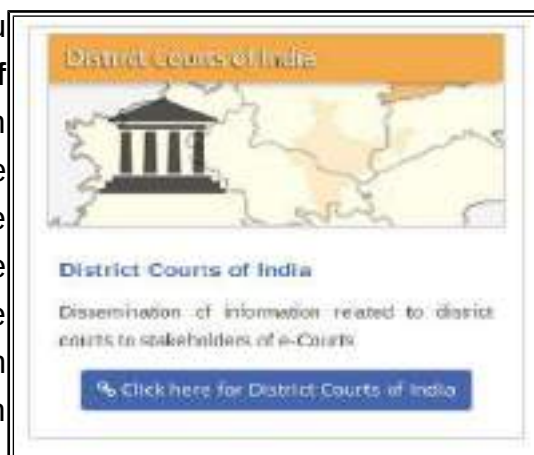 District Courts of India
District Courts of India
Dissemination of information related to district
courts to stakeholders of e-Courts
Click here for District Courts of India